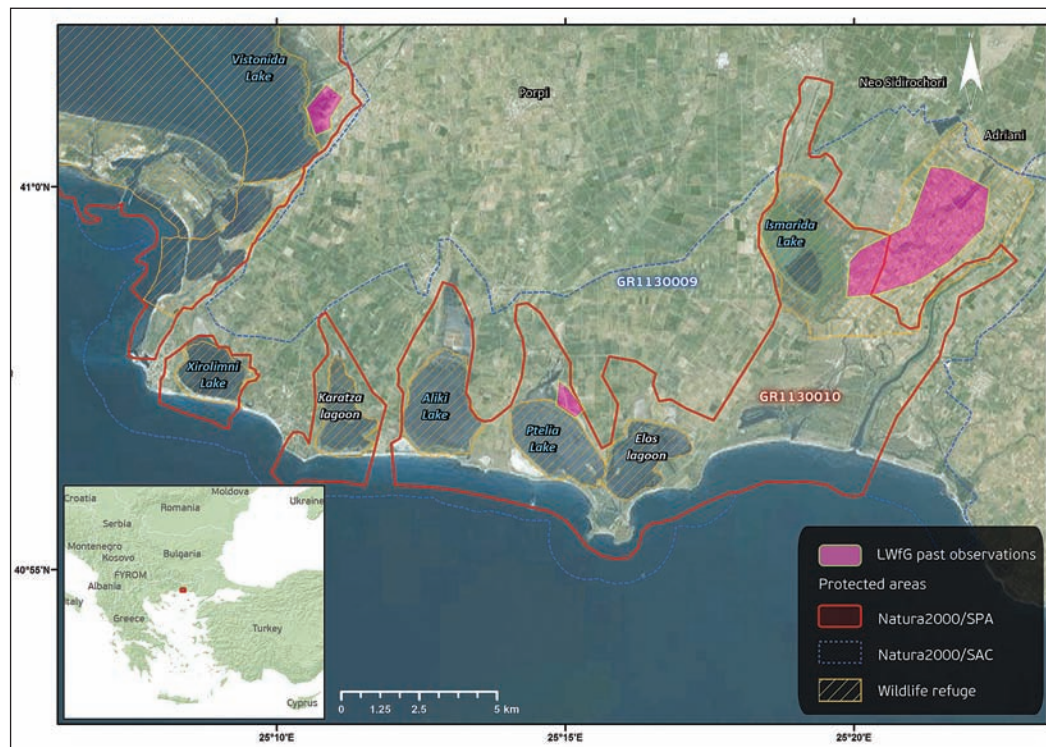 Vistonida
Lake
Porpi
Neo Sidirochori
Adriani
41°0'N
Ismarida
Lake
GR1130009
Xirolimni
Lake
Karatza
lagoon
Aliki
Lake
GR1130010
Ptelia
Lake
Elos
lagoon
40°55'N
Croatia
Moldova
Ukraine
Romania
Serbia
Montenegro
Kosovo
Bulgaria
FYROM
Albania
Italy
Greece
Turkey
Cyprus
LWfG past observations
Protected areas
Natura2000/SPA
Natura2000/SAC
Wildlife refuge
0 1.25 2.5 5 km
25°10'E
25°15'E
25°20'E